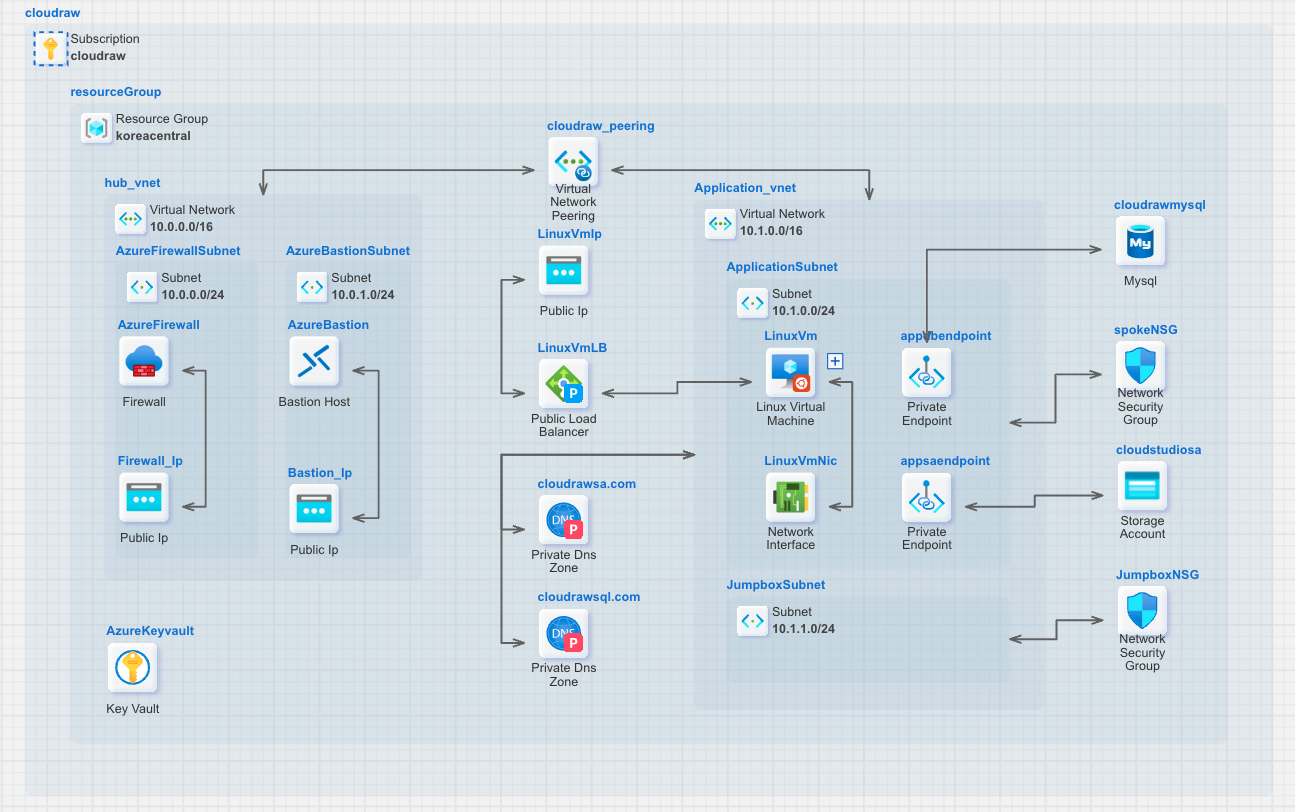 cloudraw
Subscription
cloudraw
resourceGroup
Resource Group
koreacentral
cloudraw_peering
Virtual
Network
Peering
hub_vnet
Virtual Network
10.0.0.0/16
AzureFirewallSubnet
Subnet
10.0.0.0/24
AzureFirewall
Firewall
Firewall_Ip
Public Ip
AzureBastionSubnet
Subnet
10.0.1.0/24
AzureBastion
Bastion Host
Bastion_Ip
Public Ip
AzureKeyvault
Key Vault
LinuxVmIp
Public Ip
LinuxVmLB
P
Public Load
Balancer
cloudrawsa.com
DNS
P
Private Dns
Zone
cloudrawsql.com
DNS
P
Private Dns
Zone
Application_vnet
Virtual Network
10.1.0.0/16
ApplicationSubnet
Subnet
10.1.0.0/24
LinuxVm
Linux Virtual
Machine
LinuxVmNic
Network
Interface
Private
Endpoint
appsaendpoint
Private
Endpoint
JumpboxSubnet
Subnet
10.1.1.0/24
cloudrawmysql
My
Mysql
spokeNSG
Network
Security
Group
cloudstudiosa
Storage
Account
JumpboxNSG
Network
Security
Group